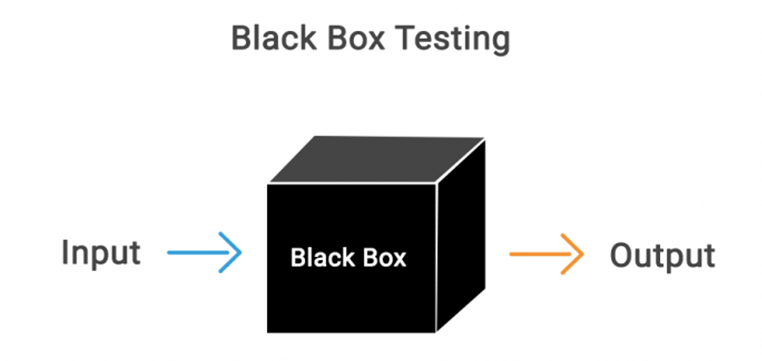 Black Box Testing
Input
Black Box
Output